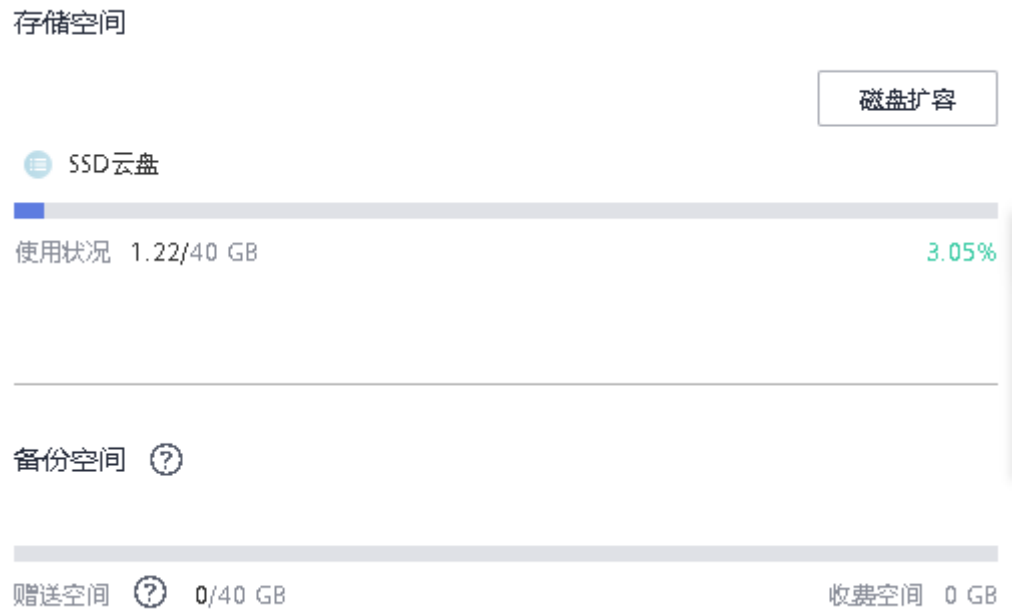 存储空间
磁盘扩容
SSD云盘
使用状况 1.22/40 GB 3.05%
备份空间 ?
赠送空间 ? 0/40 GB 收费空间 0 GB